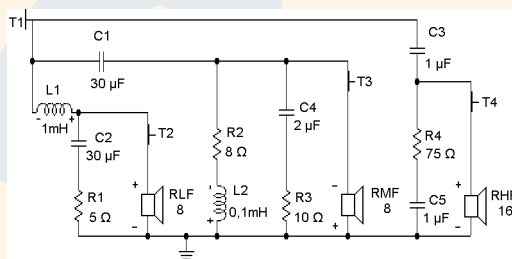 T1
C1
30 µF
C3
1 µF
L1
- +
1mH
C2
30 µF
T2
R2
8 Ω
C4
2 µF
T3
R4
75 Ω
T4
R1
5 Ω
+
RLF
8
-
-
L2
+
0,1mH
R3
10 Ω
-
RMF
8
+
C5
1 µF
+
RHF
16
-